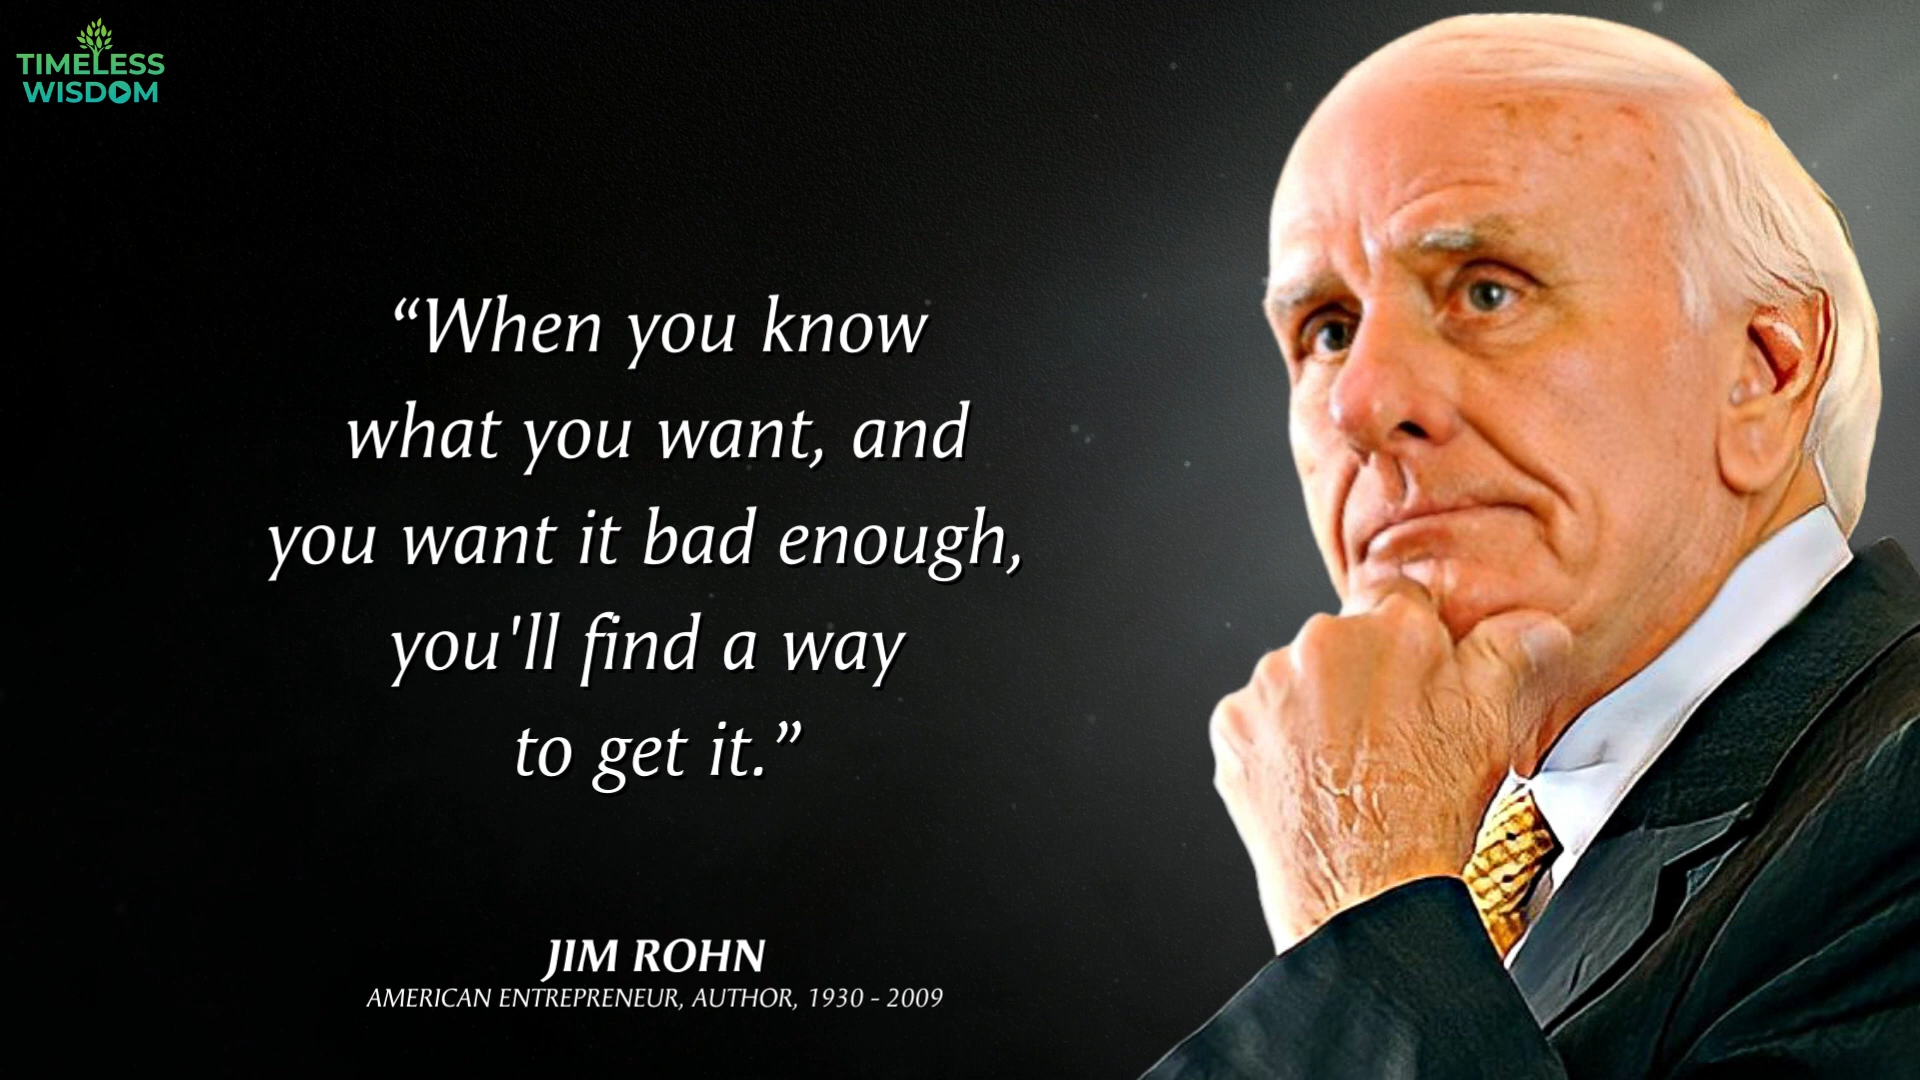 TIMELESS
WISDOM
“When you know
what you want, and
you want it bad enough,
you'll find a way
to get it.”
JIM ROHN
AMERICAN ENTREPRENEUR, AUTHOR, 1930 - 2009